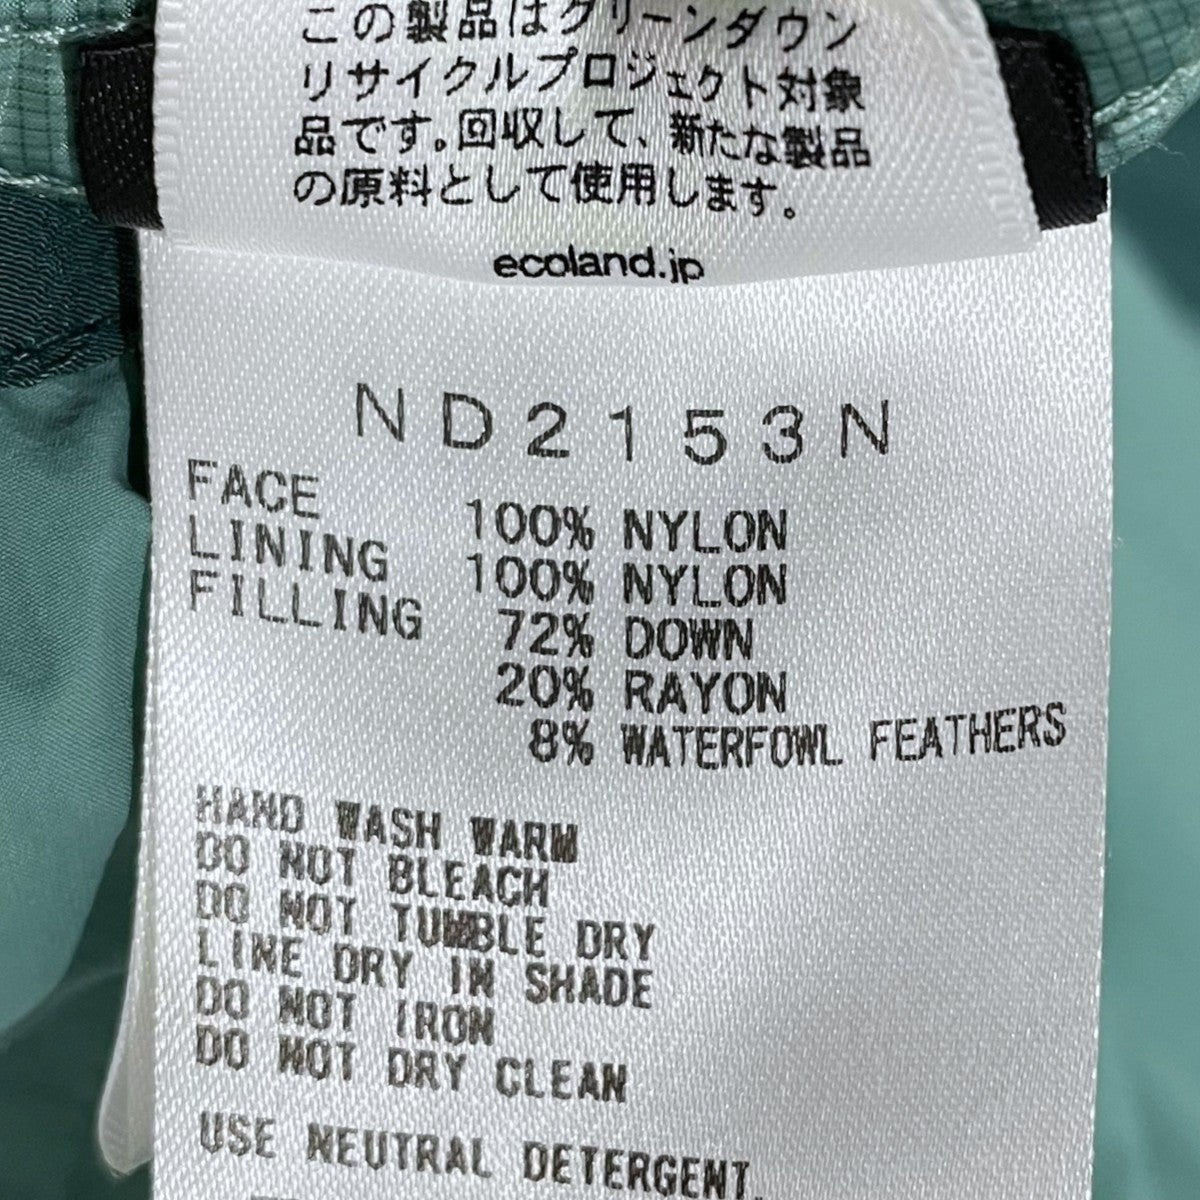 この製品はグリーンダウン
リサイクルプロジェクト対象
品です。回収して、新たな製品
の原料として使用します。
ecoland.jp
ND2153N
FACE 100% NYLON
LINING 100% NYLON
FILLING 72% DOWN
20% RAYON
8% WATERFOWL FEATHERS
HAND WASH WARM
DO NOT BLEACH
DO NOT TUMBLE DRY
LINE DRY IN SHADE
DO NOT IRON
DO NOT DRY CLEAN
USE NEUTRAL DETERGENT.